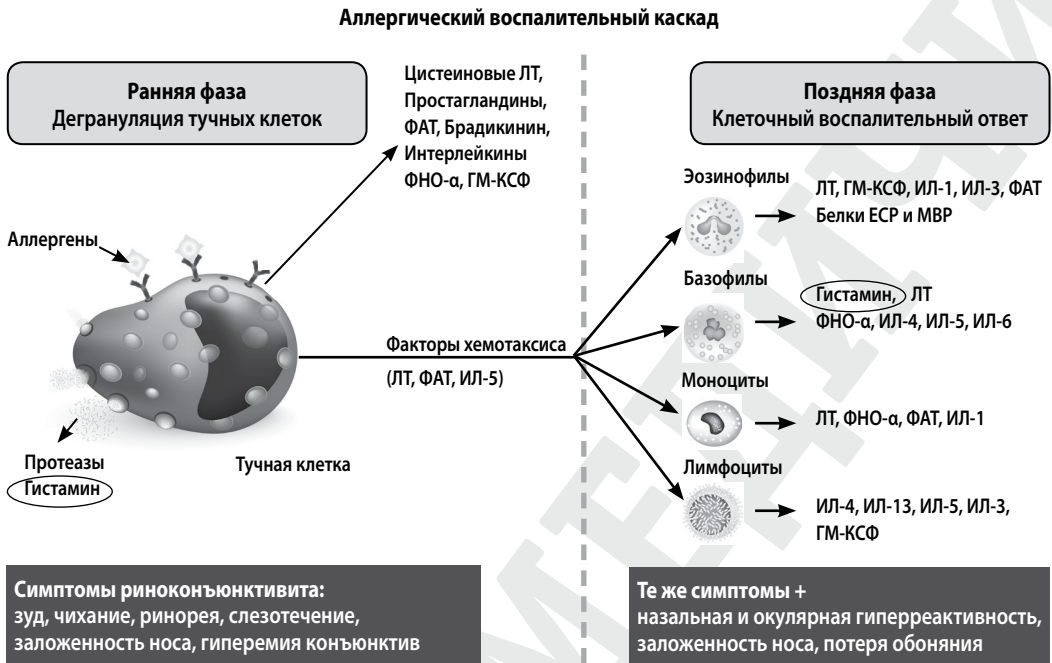 Аллергический воспалительный каскад
Ранняя фаза
Дегрануляция тучных клеток
Цистеиновые ЛТ,
Простагландины,
ФАТ, Брадикинин,
Интерлейкины
ФНО-α, ГМ-КСФ
Аллергены
Протеазы
Гистамин
Тучная клетка
Факторы хемотаксиса
(ЛТ, ФАТ, ИЛ-5)
Симптомы риноконъюнктивита:
зуд, чихание, ринорея, слезотечение,
заложенность носа, гиперемия конъюнктив
Поздняя фаза
Клеточный воспалительный ответ
Эозинофилы
ЛТ, ГМ-КСФ, ИЛ-1, ИЛ-3, ФАТ
Белки ECP и MBP
Базофилы
Гистамин, ЛТ
ФНО-α, ИЛ-4, ИЛ-5, ИЛ-6
Моноциты
ЛТ, ФНО-α, ФАТ, ИЛ-1
Лимфоциты
ИЛ-4, ИЛ-13, ИЛ-5, ИЛ-3,
ГМ-КСФ
Те же симптомы +
назальная и окулярная гиперреактивность,
заложенность носа, потеря обоняния